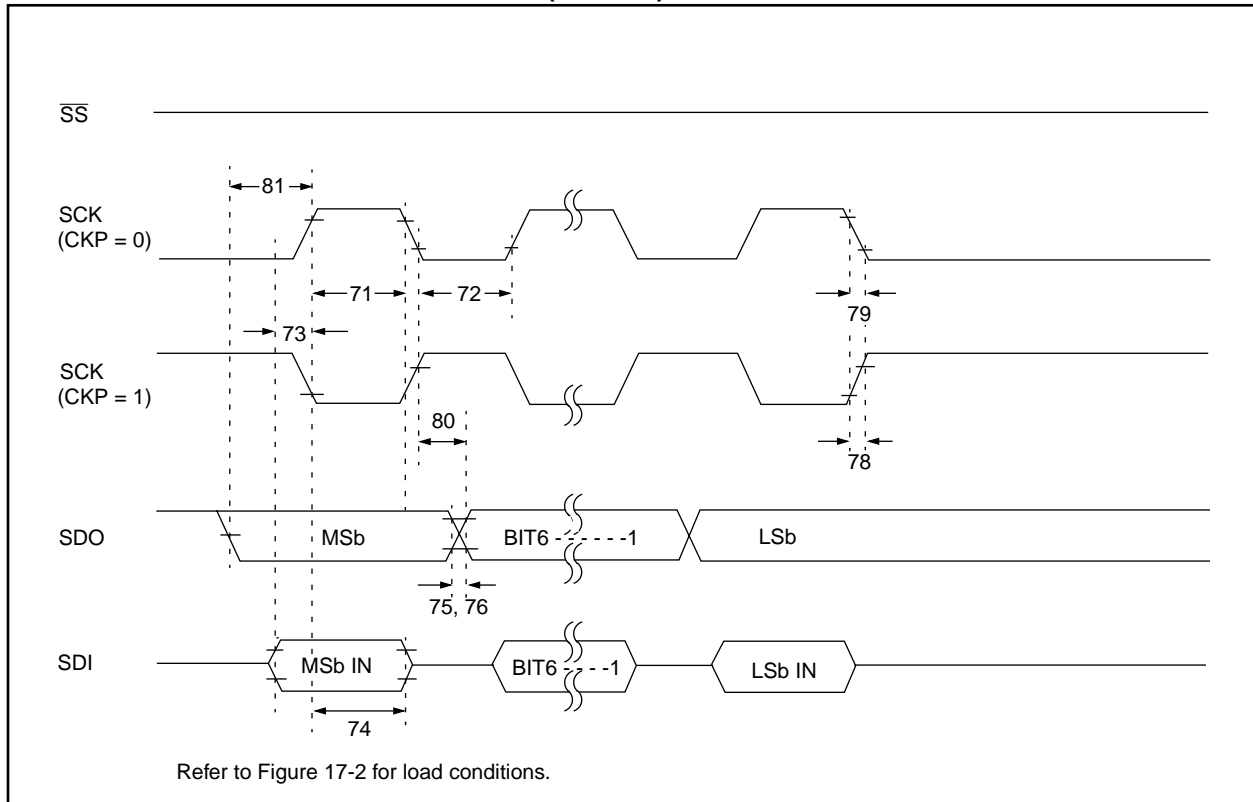 SS
81
SCK
(CKP = 0)
71
72
79
73
SCK
(CKP = 1)
80
78
SDO
MSb
BIT6 - - - - - -1
LSb
75, 76
SDI
MSb IN
BIT6 - - - - -1
LSb IN
74
Refer to Figure 17-2 for load conditions.